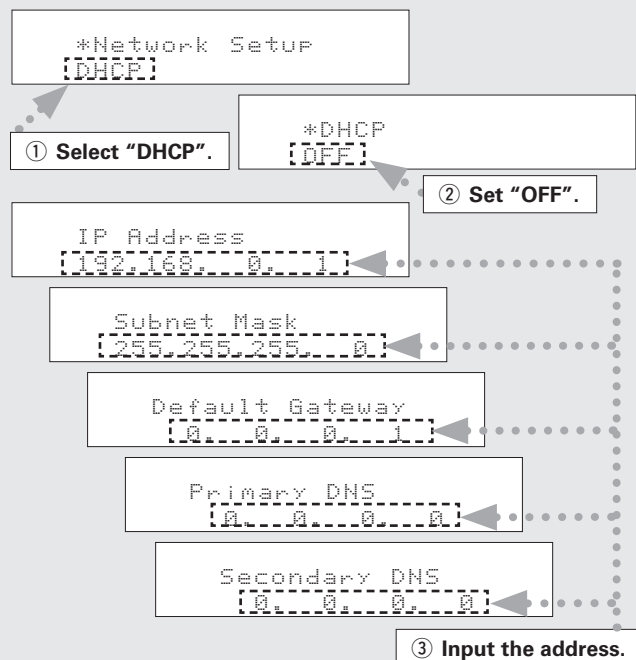 *Network Setup
DHCP
① Select “DHCP”.
*DHCP
OFF
② Set “OFF”.
IP Address
192.168. 0. 1
Subnet Mask
255.255.255. 0
Default Gateway
0. 0. 0. 1
Primary DNS
0. 0. 0. 0
Secondary DNS
0. 0. 0. 0
③ Input the address.